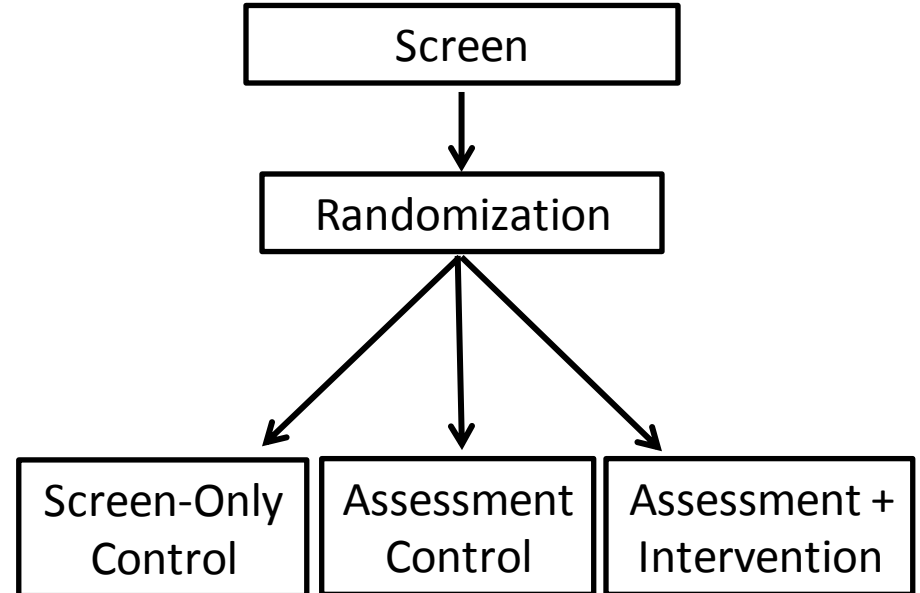 Screen
Randomization
Screen-Only
Control
Assessment
Control
Assessment +
Intervention